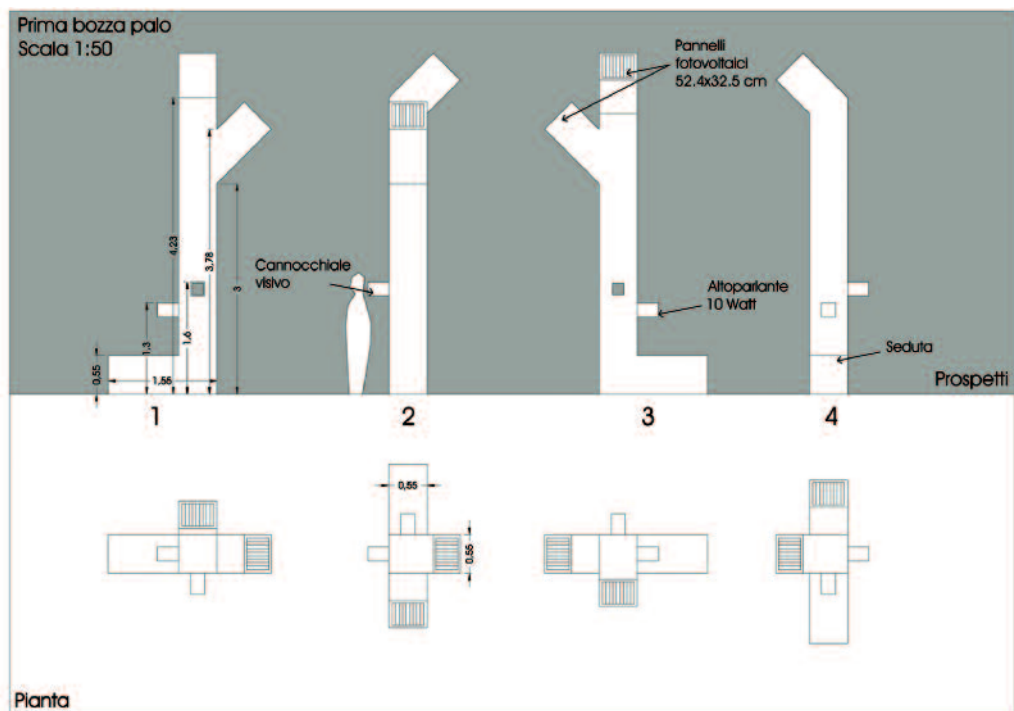 Prima bozza palo
Scala 1:50
Pannelli
fotovoltaici
52.4x32.5 cm
Cannocchiale
visivo
Altoparlante
10 Watt
Seduta
4,23
3,78
3
1,6
1,3
0,55
1,55
Prospetti
1
2
3
4
0,55
0,55
Pianta